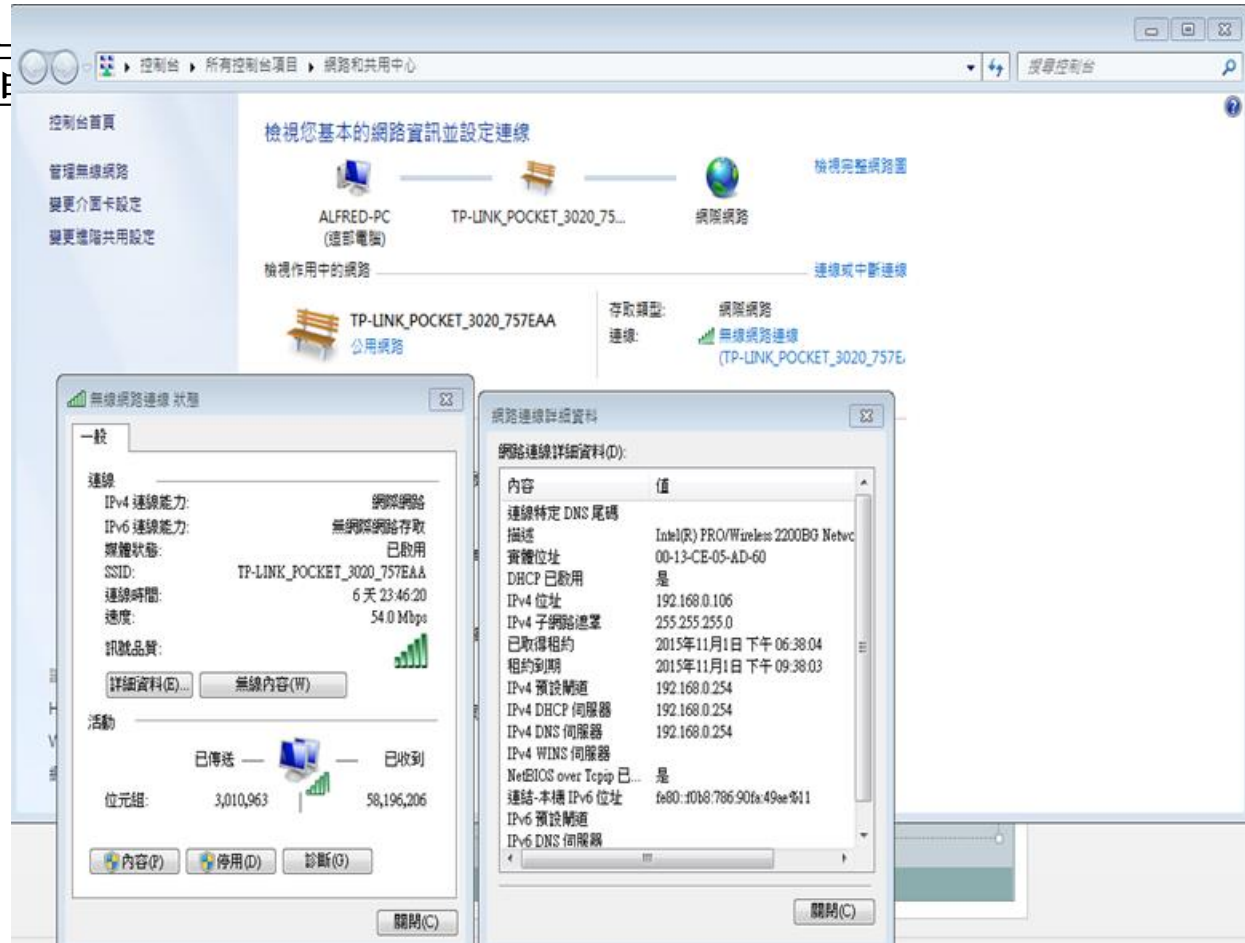 控制台 ▸ 所有控制台項目 ▸ 網路和共用中心
搜尋控制台
控制台首頁
管理無線網路
變更介面卡設定
變更進階共用設定
檢視您基本的網路資訊並設定連線
檢視完整網路圖
ALFRED-PC
(這部電腦)
TP-LINK_POCKET_3020_75...
網際網路
檢視作用中的網路
連線或中斷連線
TP-LINK_POCKET_3020_757EAA
公用網路
存取類型: 網際網路
連線: 無線網路連線
(TP-LINK_POCKET_3020_757E
無線網路連線 狀態
一般
連線
IPv4 連線能力: 網際網路
IPv6 連線能力: 無網際網路存取
媒體狀態: 已啟用
SSID: TP-LINK_POCKET_3020_757EAA
連線時間: 6 天 23:46:20
速度: 54.0 Mbps
訊號品質:
詳細資料(E)... 無線內容(W)
活動
已傳送 — — 已收到
位元組: 3,010,963 58,196,206
內容(P) 停用(D) 診斷(G)
關閉(C)
網路連線詳細資料
網路連線詳細資料(D):
內容 值
連線特定 DNS 尾碼
描述 Intel(R) PRO/Wireless 2200BG Netwc
實體位址 00-13-CE-05-AD-60
DHCP 已啟用 是
IPv4 位址 192.168.0.106
IPv4 子網路遮罩 255.255.255.0
已取得租約 2015年11月1日 下午 06:38:04
租約到期 2015年11月1日 下午 09:38:03
IPv4 預設閘道 192.168.0.254
IPv4 DHCP 伺服器 192.168.0.254
IPv4 DNS 伺服器 192.168.0.254
IPv4 WINS 伺服器
NetBIOS over Tcpip 已... 是
連結-本機 IPv6 位址 fe80::f0b8:786:90fa:49ae%11
IPv6 預設閘道
IPv6 DNS 伺服器
關閉(C)